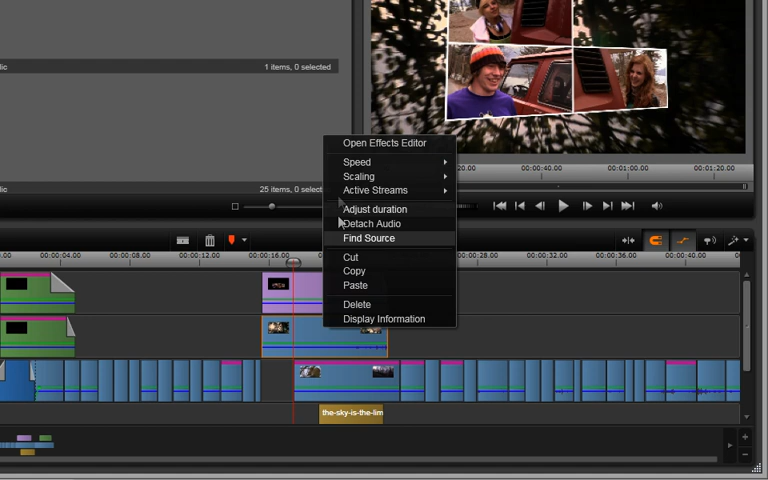 lic
1 items, 0 selected
lic
25 items, 0 selected
20.00
00:00:40.00
00:01:00.00
00:01:20.00
Open Effects Editor
Speed
Scaling
Active Streams
Adjust duration
Detach Audio
Find Source
Cut
Copy
Paste
Delete
Display Information
.00
00:00:04.00
00:00:08.00
00:00:12.00
00:00:16.00
00:00:28.00
00:00:32.00
00:00:36.00
00:00:40.00
the-sky-is-the-lim